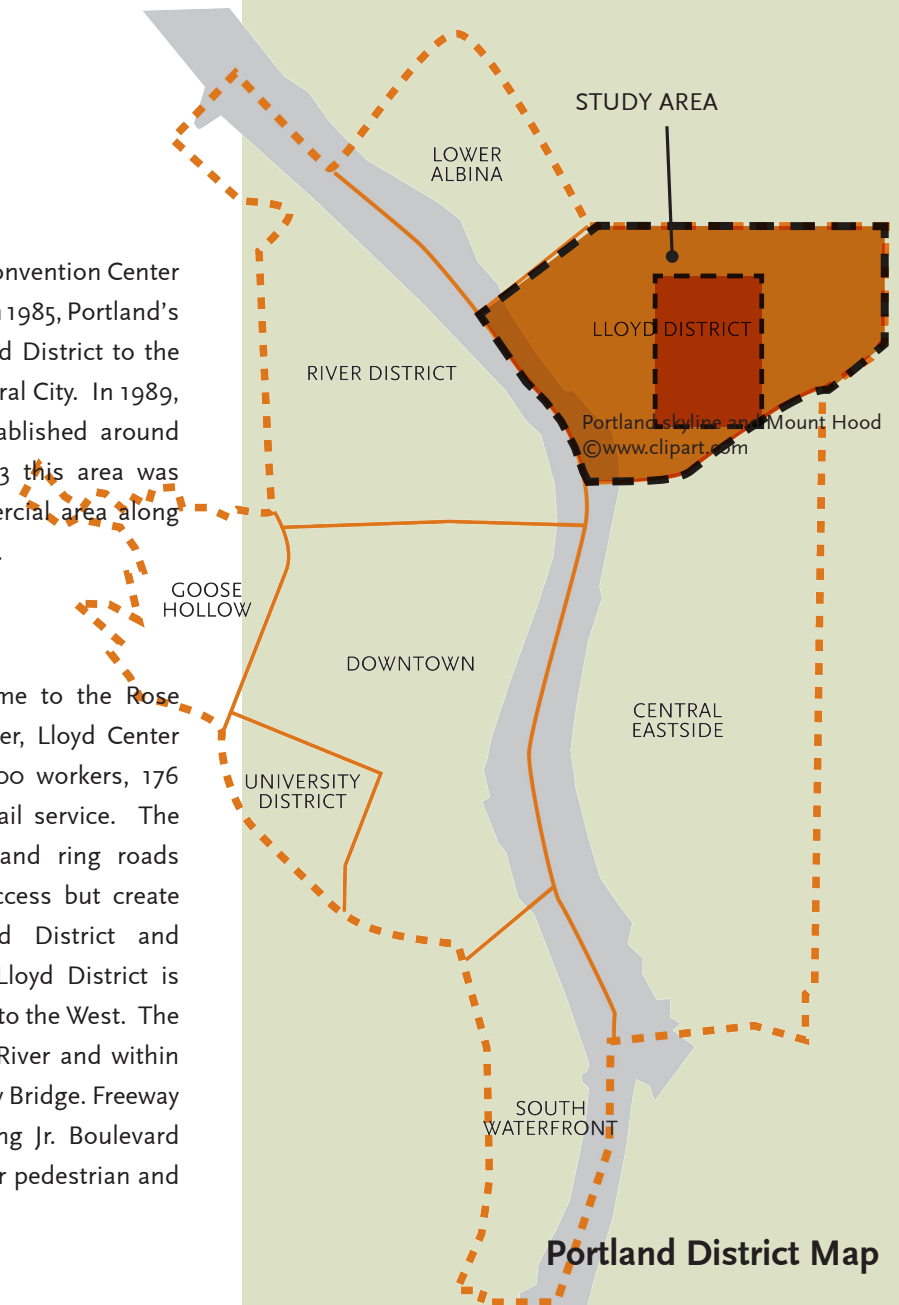 onvention Center
1985, Portland's
d District to the
ral City. In 1989,
ablished around
3 this area was
ercial area along
.
me to the Rose
er, Lloyd Center
00 workers, 176
ail service. The
and ring roads
ccess but create
d District and
Lloyd District is
to the West. The
River and within
y Bridge. Freeway
ng Jr. Boulevard
r pedestrian and
STUDY AREA
LOWER
ALBINA
LLOYD DISTRICT
RIVER DISTRICT
Portland skyline and Mount Hood
©www.clipart.com
GOOSE
HOLLOW
DOWNTOWN
CENTRAL
EASTSIDE
UNIVERSITY
DISTRICT
SOUTH
WATERFRONT
Portland District Map